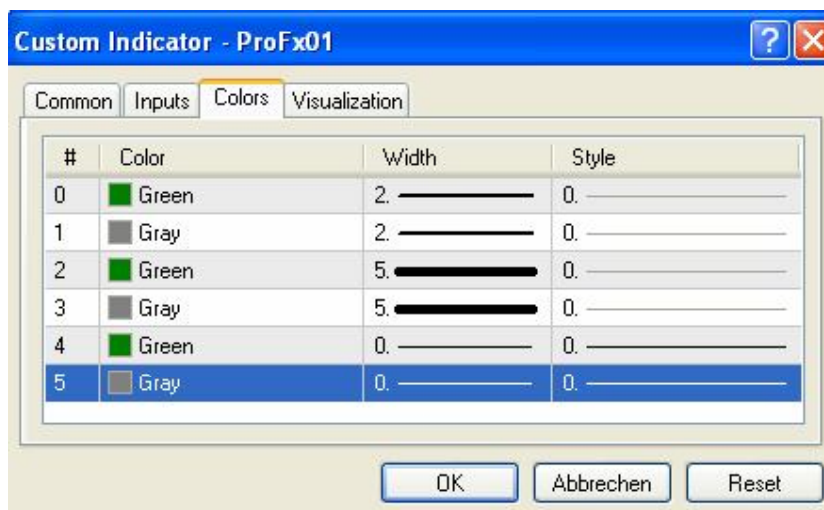 Custom Indicator - ProFx01
Common Inputs Colors Visualization
# Color Width Style
0 Green 2. 0.
1 Gray 2. 0.
2 Green 5. 0.
3 Gray 5. 0.
4 Green 0. 0.
5 Gray 0. 0.
OK Abbrechen Reset